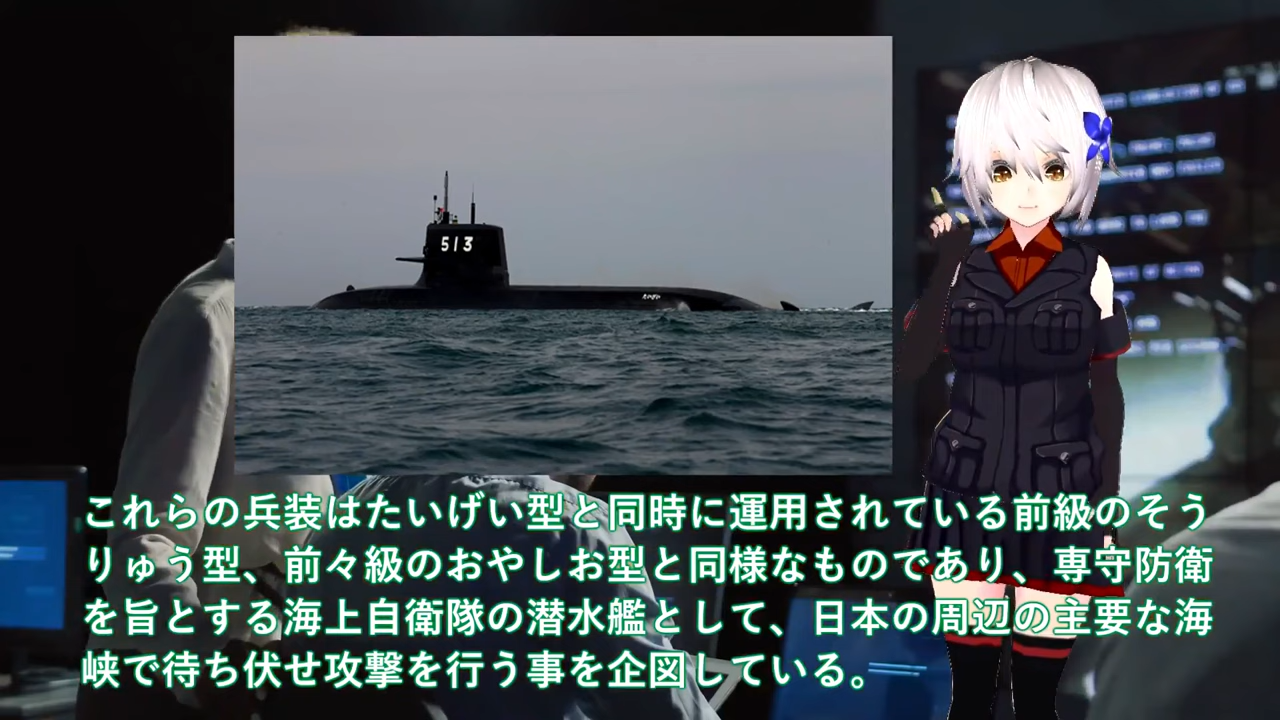 513
たいげい
これらの兵装はたいげい型と同時に運用されている前級のそう
りゅう型、前々級のおやしお型と同様なものであり、専守防衛
を旨とする海上自衛隊の潜水艦として、日本の周辺の主要な海
峡で待ち伏せ攻撃を行う事を企図している。